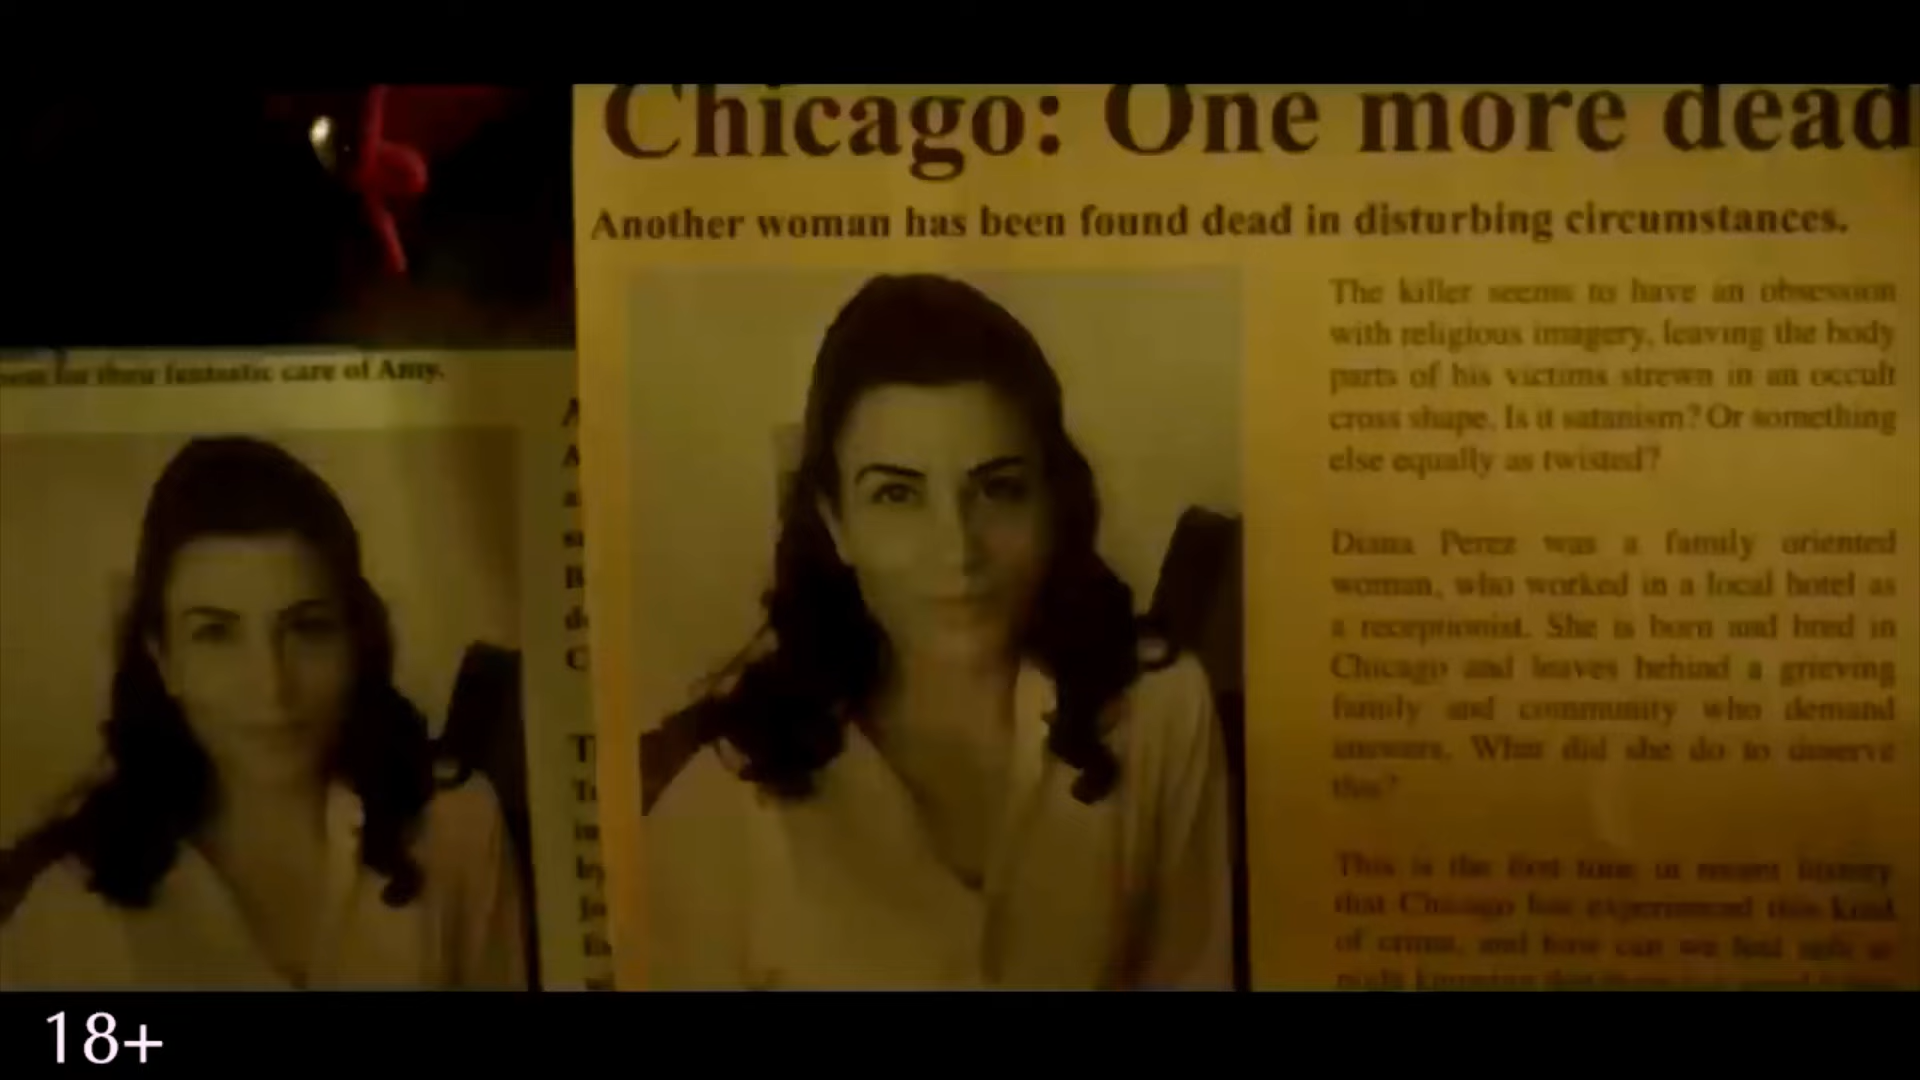 Chicago: One more dead
Another woman has been found dead in disturbing circumstances.
The killer seems to have an obsession
with religious imagery, leaving the body
parts of his victims strewn in an occult
cross shape. Is it satanism? Or something
else equally as twisted?
Diana Perez was a family oriented
woman, who worked in a local hotel as
a receptionist. She is born and bred in
Chicago and leaves behind a grieving
family and community who demand
answers. What did she do to deserve
this?
This is the first time in recent history
that Chicago has experienced this kind
of crime, and how can we feel safe
for their fantastic care of Amy.
18+